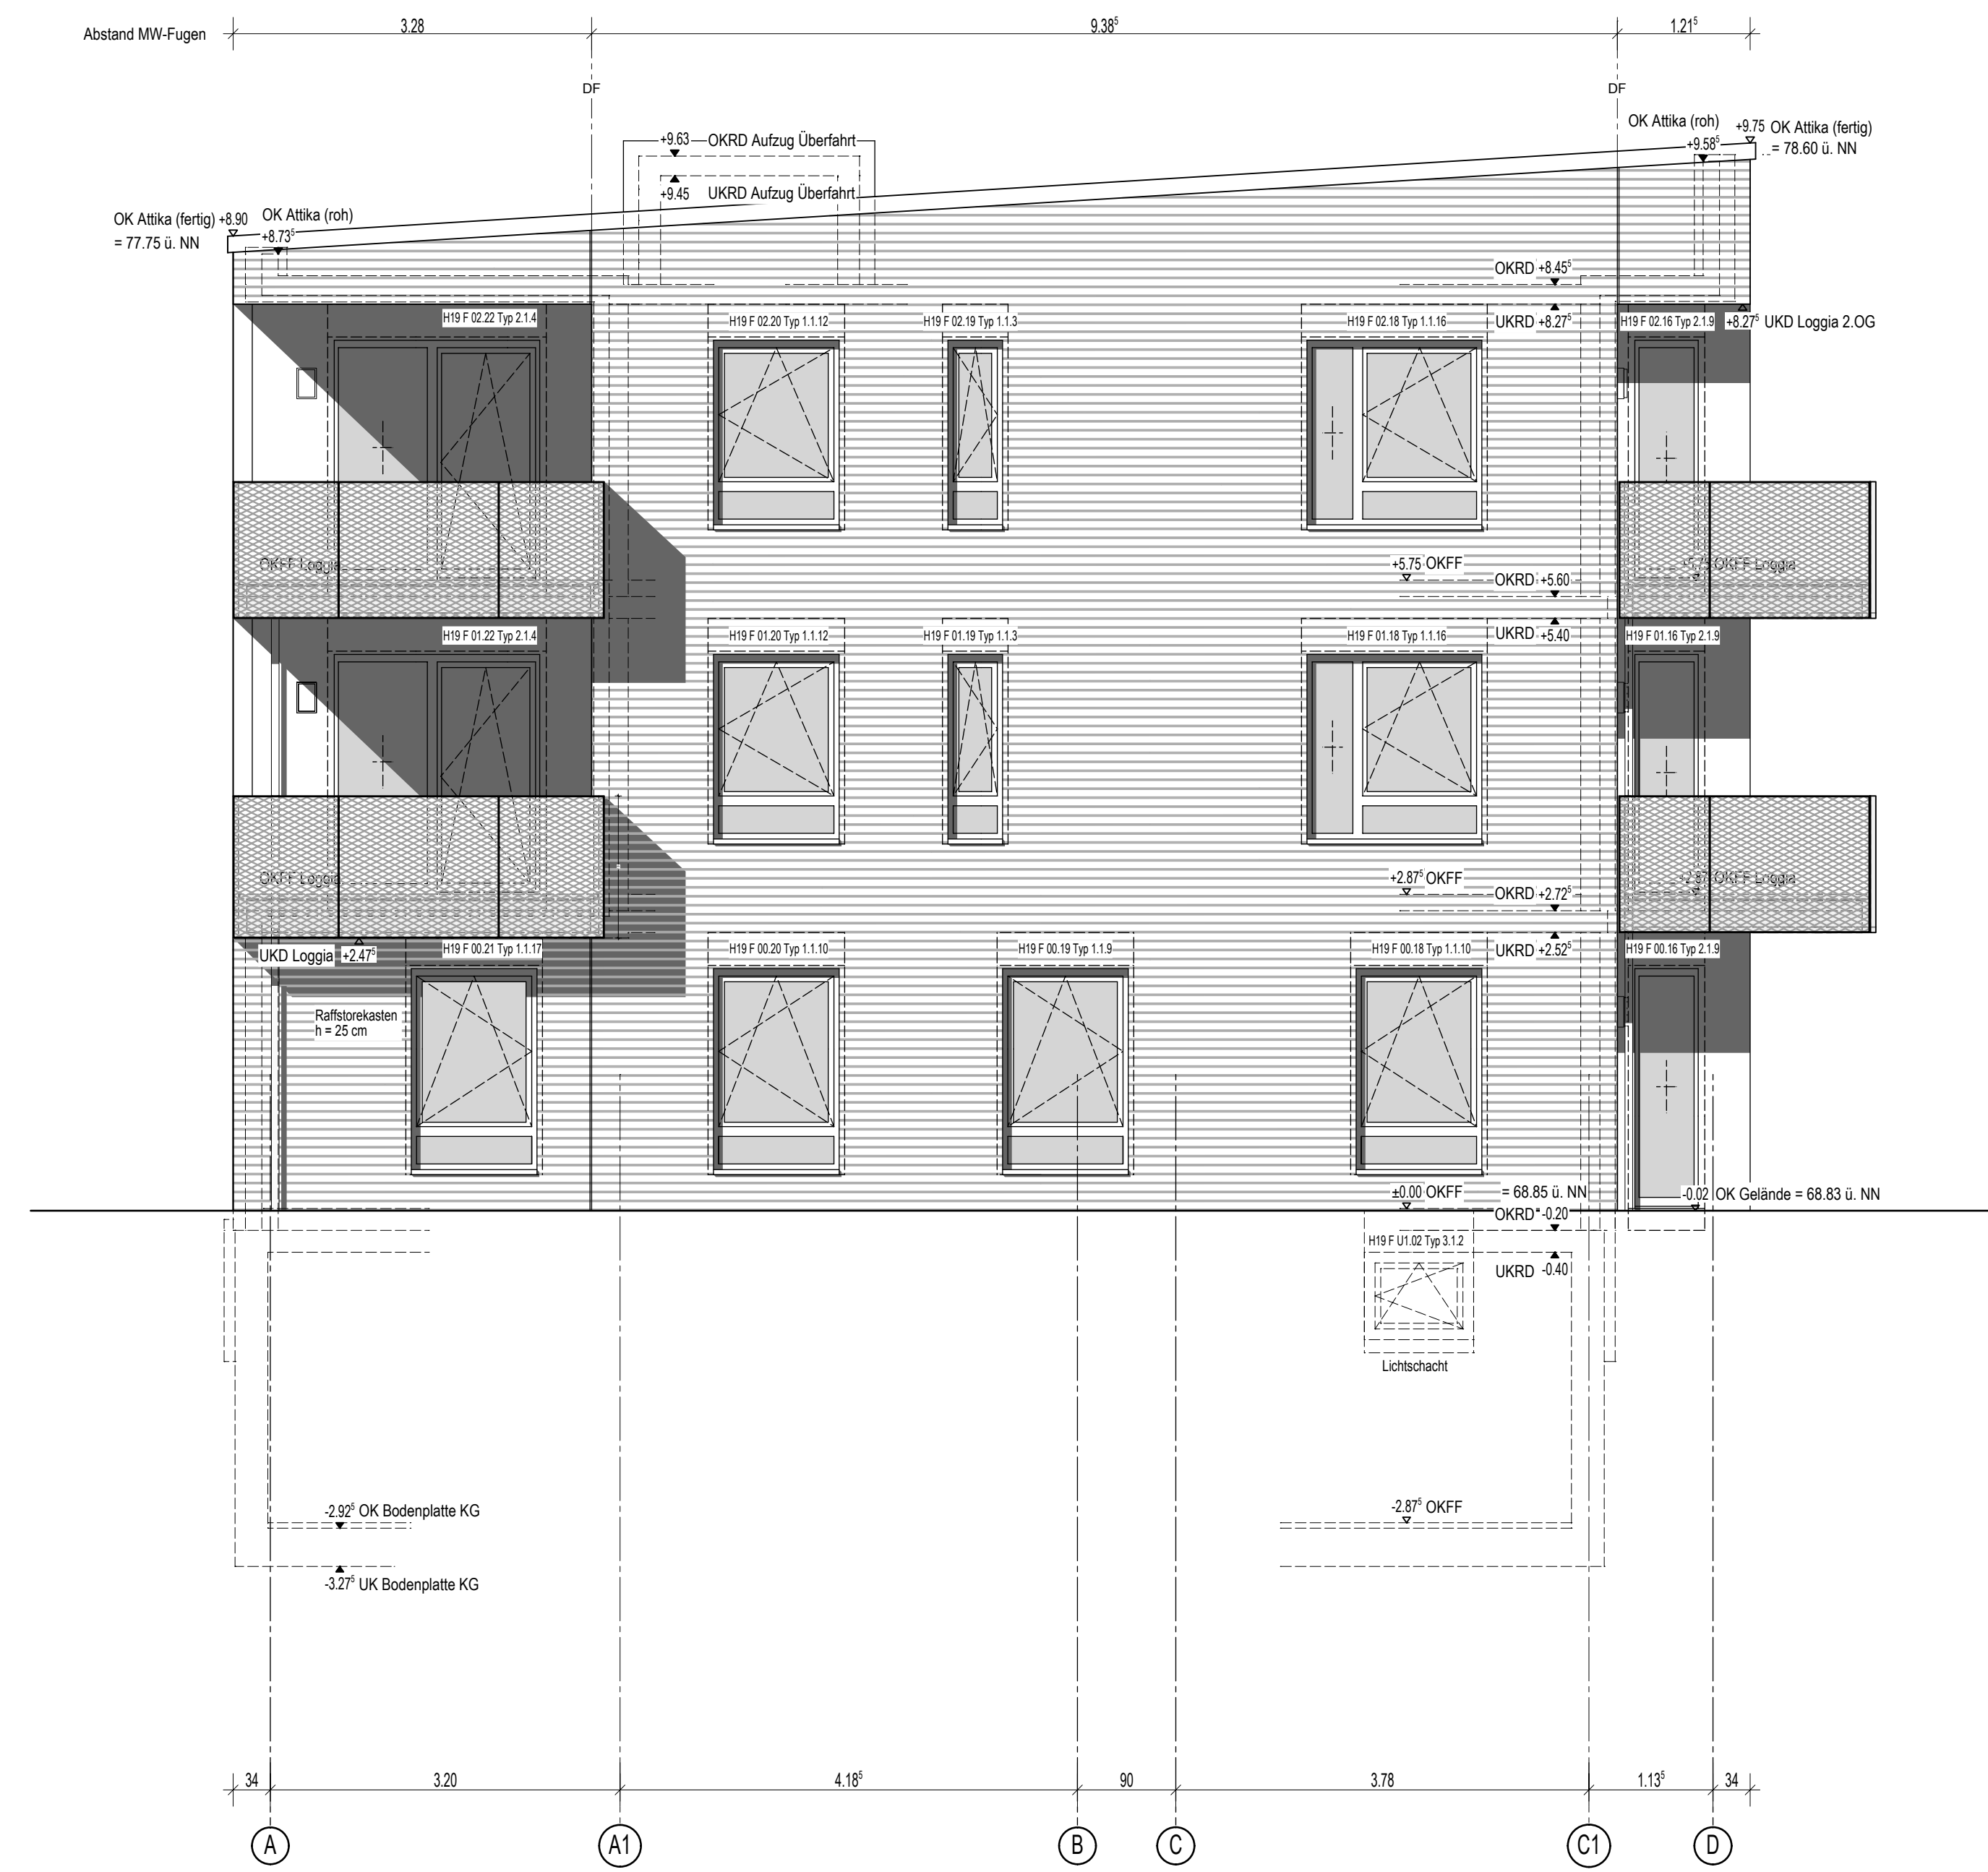 Abstand MW-Fugen
3.28
9.38⁵
1.21⁵
DF
DF
OK Attika (roh)
+9.75 OK Attika (fertig)
= 78.60 ü. NN
+9.58⁵
+9.63 OKRD Aufzug Überfahrt
+9.45 UKRD Aufzug Überfahrt
OK Attika (fertig) +8.90
= 77.75 ü. NN
OK Attika (roh)
+8.73⁵
OKRD +8.45⁵
UKRD +8.27⁵
H19 F 02.22 Typ 2.1.4
H19 F 02.20 Typ 1.1.12
H19 F 02.19 Typ 1.1.3
H19 F 02.18 Typ 1.1.16
H19 F 02.16 Typ 2.1.9
+8.27⁵ UKD Loggia 2.OG
OKFF Loggia
+5.75 OKFF
OKRD +5.60
+5.75 OKFF Loggia
UKRD +5.40
H19 F 01.22 Typ 2.1.4
H19 F 01.20 Typ 1.1.12
H19 F 01.19 Typ 1.1.3
H19 F 01.18 Typ 1.1.16
H19 F 01.16 Typ 2.1.9
OKFF Loggia
+2.87⁵ OKFF
OKRD +2.72⁵
+2.87⁵ OKFF Loggia
UKRD +2.52⁵
UKD Loggia +2.47⁵
H19 F 00.21 Typ 1.1.17
H19 F 00.20 Typ 1.1.10
H19 F 00.19 Typ 1.1.9
H19 F 00.18 Typ 1.1.10
H19 F 00.16 Typ 2.1.9
Raffstorekasten
h = 25 cm
±0.00 OKFF = 68.85 ü. NN
-0.02 OK Gelände = 68.83 ü. NN
OKRD -0.20
H19 F U1.02 Typ 3.1.2
UKRD -0.40
Lichtschacht
-2.92⁵ OK Bodenplatte KG
-2.87⁵ OKFF
-3.27⁵ UK Bodenplatte KG
34
3.20
4.18⁵
90
3.78
1.13⁵
34
A
A1
B
C
C1
D